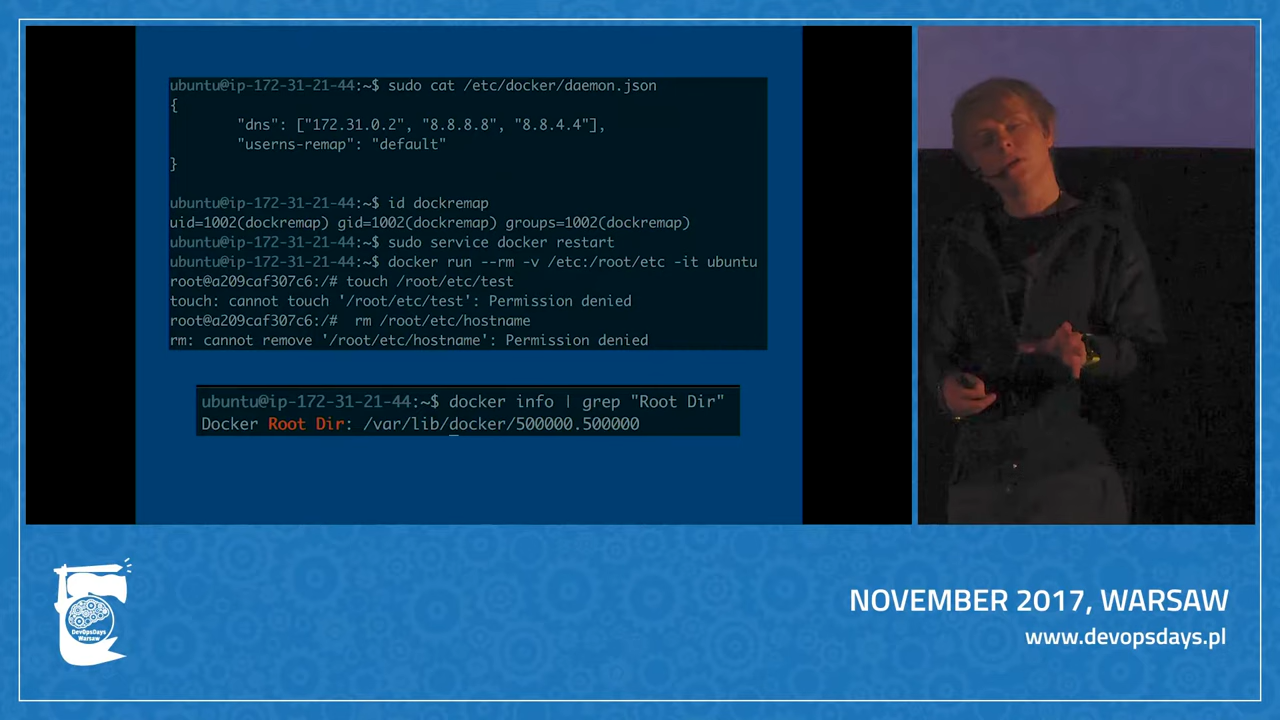 ubuntu@ip-172-31-21-44:~$ sudo cat /etc/docker/daemon.json
{
"dns": ["172.31.0.2", "8.8.8.8", "8.8.4.4"],
"userns-remap": "default"
}
ubuntu@ip-172-31-21-44:~$ id dockremap
uid=1002(dockremap) gid=1002(dockremap) groups=1002(dockremap)
ubuntu@ip-172-31-21-44:~$ sudo service docker restart
ubuntu@ip-172-31-21-44:~$ docker run --rm -v /etc:/root/etc -it ubuntu
root@a209caf307c6:/# touch /root/etc/test
touch: cannot touch '/root/etc/test': Permission denied
root@a209caf307c6:/#  rm /root/etc/hostname
rm: cannot remove '/root/etc/hostname': Permission denied
ubuntu@ip-172-31-21-44:~$ docker info | grep "Root Dir"
Docker Root Dir: /var/lib/docker/500000.500000
DevOpsDays
Warsaw
NOVEMBER 2017, WARSAW
www.devopsdays.pl